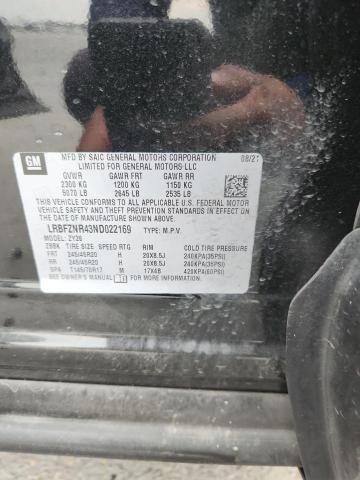 GM
MFD BY SAIC GENERAL MOTORS CORPORATION 08/21
LIMITED FOR GENERAL MOTORS LLC
GVWR GAWR FRT GAWR RR
2300 KG 1200 KG 1150 KG
5070 LB 2645 LB 2535 LB
THIS VEHICLE CONFORMS TO ALL APPLICABLE U.S. FEDERAL
MOTOR VEHICLE SAFETY, BUMPER, AND THEFT PREVENTION
STANDARDS IN EFFECT ON THE DATE OF MANUFACTURE SHOWN ABOVE.
LRBFZNR43ND022169 TYPE: M.P.V.
MODEL: ZY26
ZBBK TIRE SIZE SPEED RTG RIM COLD TIRE PRESSURE
FRT 245/45R20 H 20X8.5J 240KPA(35PSI)
RR 245/45R20 H 20X8.5J 240KPA(35PSI)
SPA T145/70R17 M 17X4B 420KPA(60PSI)
SEE OWNER'S MANUAL FOR MORE INFORMATION.